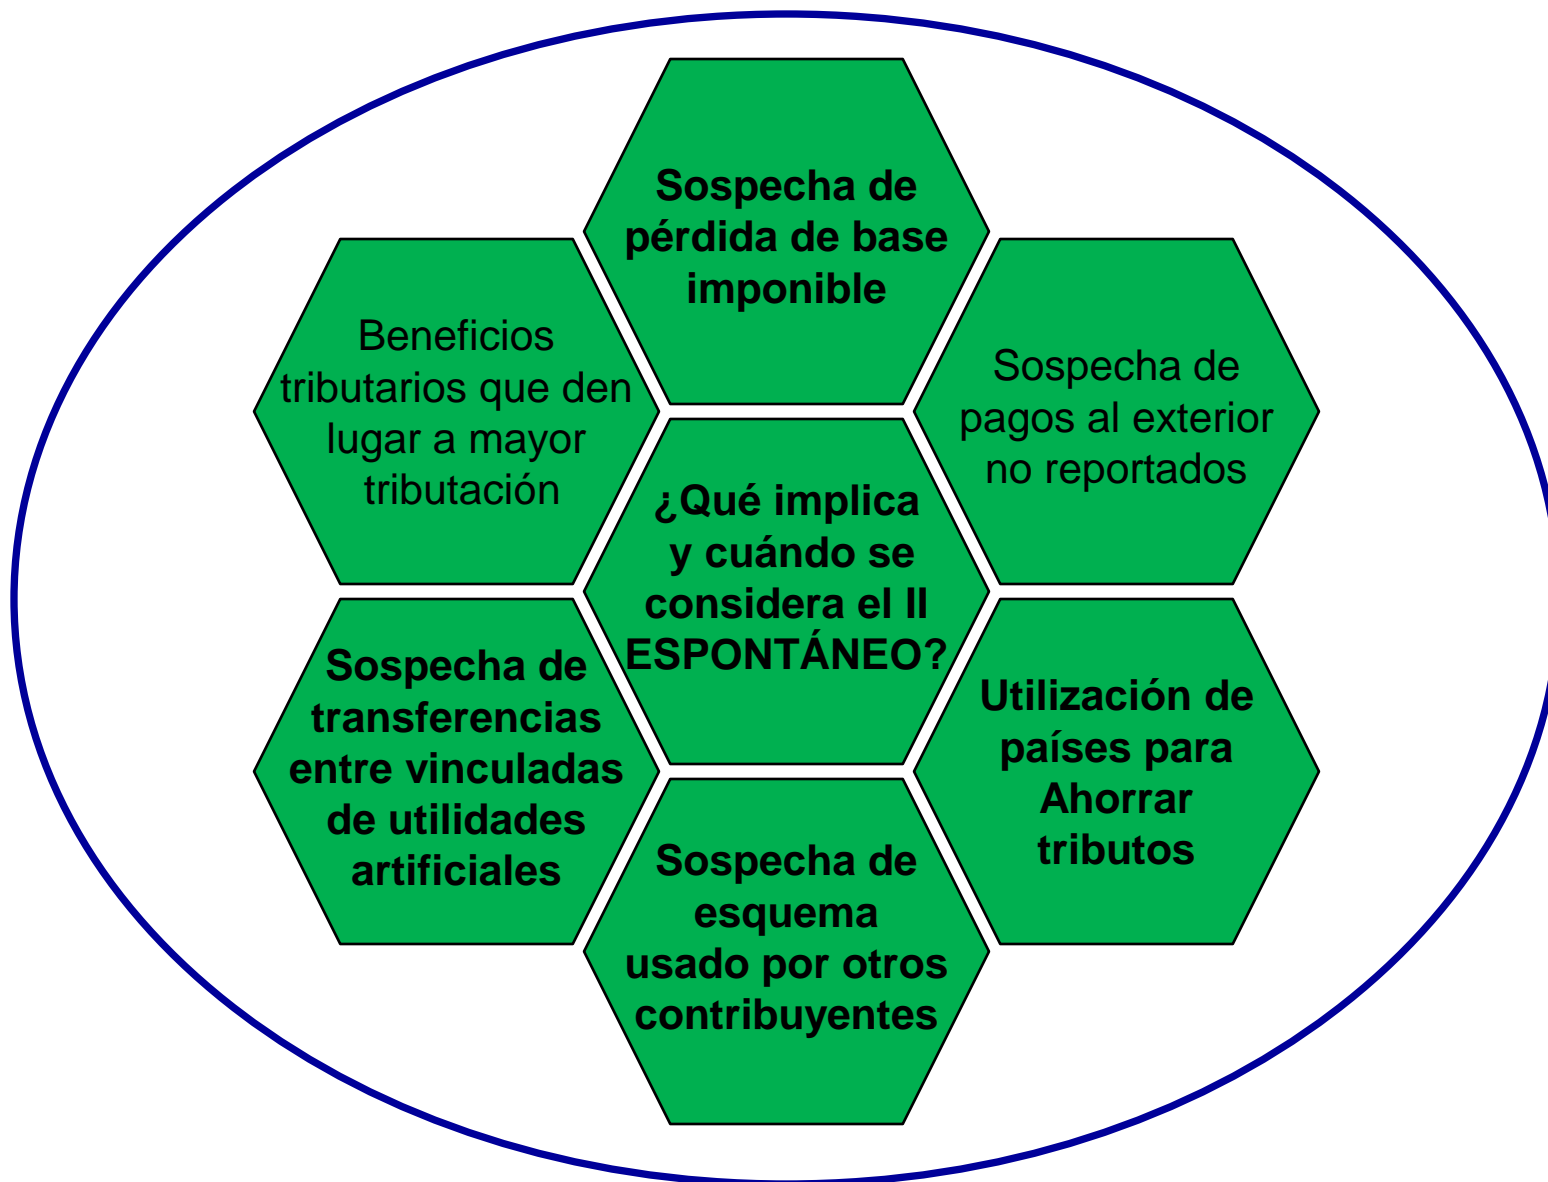 Sospecha de
pérdida de base
imponible
Beneficios
tributarios que den
lugar a mayor
tributación
Sospecha de
pagos al exterior
no reportados
¿Qué implica
y cuándo se
considera el II
ESPONTÁNEO?
Sospecha de
transferencias
entre vinculadas
de utilidades
artificiales
Utilización de
países para
Ahorrar
tributos
Sospecha de
esquema
usado por otros
contribuyentes